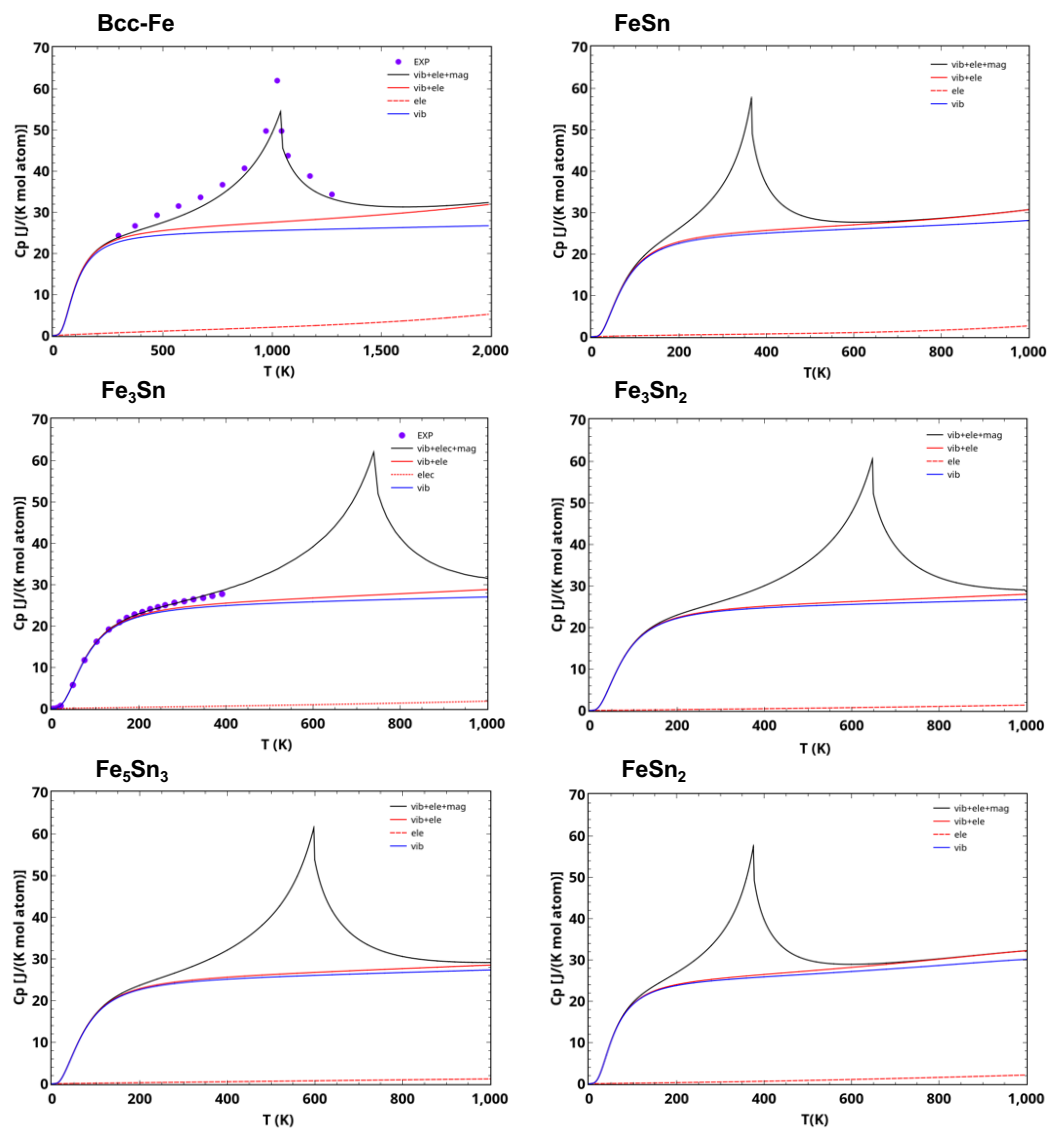 Bcc-Fe
Cp [J/(K mol atom)]
70
60
50
40
30
20
10
0
EXP
vib+ele+mag
vib+ele
ele
vib
0 500 1,000 1,500 2,000
T (K)
FeSn
Cp [J/(K mol atom)]
70
60
50
40
30
20
10
0
vib+ele+mag
vib+ele
ele
vib
0 200 400 600 800 1,000
T(K)
Fe₃Sn
Cp [J/(K mol atom)]
70
60
50
40
30
20
10
0
EXP
vib+elec+mag
vib+ele
elec
vib
0 200 400 600 800 1,000
T (K)
Fe₃Sn₂
Cp [J/(K mol atom)]
70
60
50
40
30
20
10
0
vib+ele+mag
vib+ele
ele
vib
0 200 400 600 800 1,000
T (K)
Fe₅Sn₃
Cp [J/(K mol atom)]
70
60
50
40
30
20
10
0
vib+ele+mag
vib+ele
ele
vib
0 200 400 600 800 1,000
T (K)
FeSn₂
Cp [J/(K mol atom)]
70
60
50
40
30
20
10
0
vib+ele+mag
vib+ele
ele
vib
0 200 400 600 800 1,000
T(K)